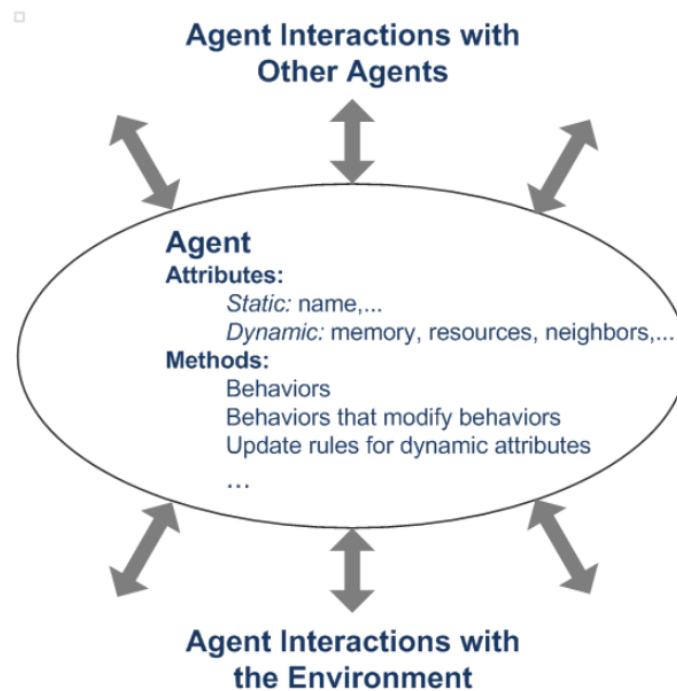 Agent Interactions with
Other Agents
Agent
Attributes:
Static: name,...
Dynamic: memory, resources, neighbors,...
Methods:
Behaviors
Behaviors that modify behaviors
Update rules for dynamic attributes
...
Agent Interactions with
the Environment